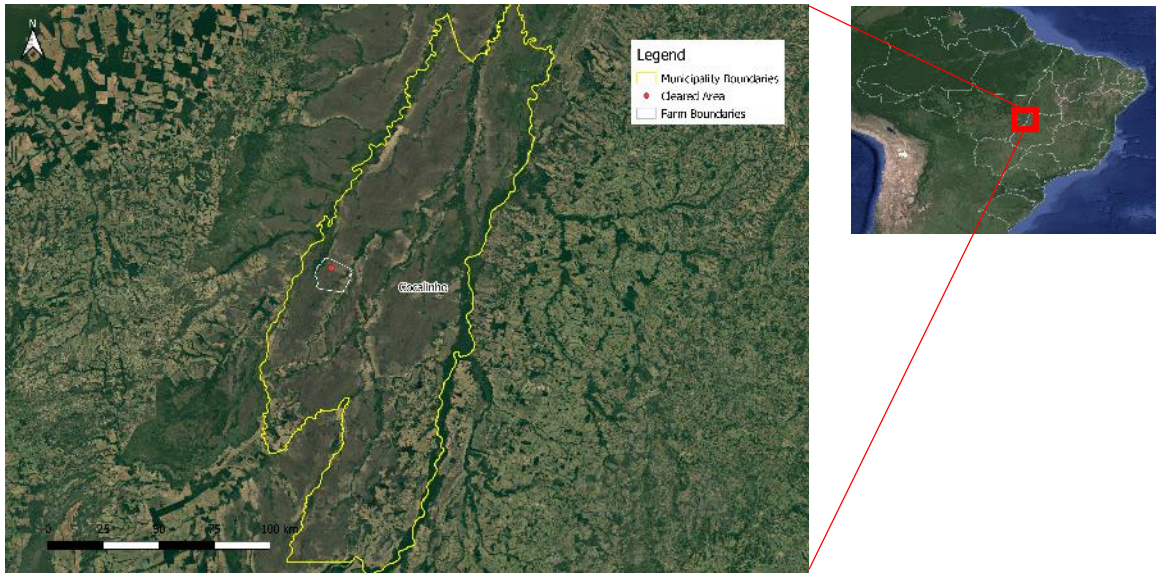 N
Legend
Municipality Boundaries
Cleared Area
Farm Boundaries
Cocalinho
0 25 50 75 100 km